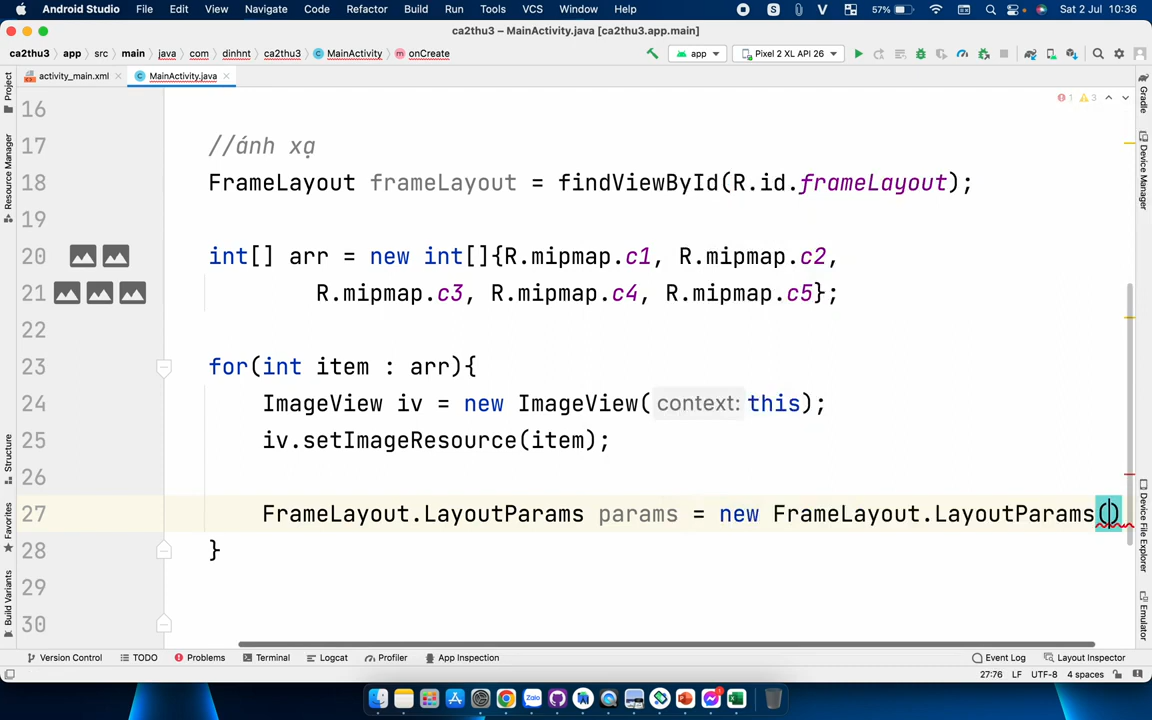 Android Studio File Edit View Navigate Code Refactor Build Run Tools VCS Window Help 57% Sat 2 Jul 10:36
ca2thu3 – MainActivity.java [ca2thu3.app.main]
ca2thu3 app src main java com dinhnt ca2thu3 MainActivity onCreate app Pixel 2 XL API 26
activity_main.xml MainActivity.java
Project
Resource Manager
Structure
Favorites
Build Variants
1 3
16
17 //ánh xạ
18 FrameLayout frameLayout = findViewById(R.id.frameLayout);
19
20 int[] arr = new int[]{R.mipmap.c1, R.mipmap.c2,
21 R.mipmap.c3, R.mipmap.c4, R.mipmap.c5};
22
23 for(int item : arr){
24 ImageView iv = new ImageView( context: this);
25 iv.setImageResource(item);
26
27 FrameLayout.LayoutParams params = new FrameLayout.LayoutParams()
28 }
29
30
Gradle
Device Manager
Device File Explorer
Emulator
Version Control TODO Problems Terminal Logcat Profiler App Inspection Event Log Layout Inspector
27:76 LF UTF-8 4 spaces
Zalo
1